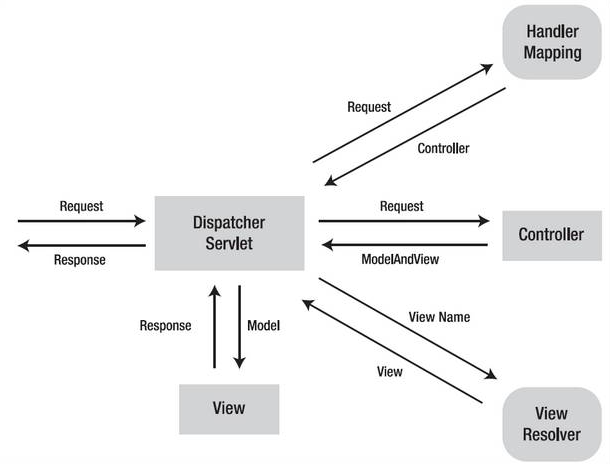 Handler
Mapping
Request
Controller
Request
Response
Dispatcher
Servlet
Request
ModelAndView
Controller
View Name
View
Response
Model
View
View
Resolver